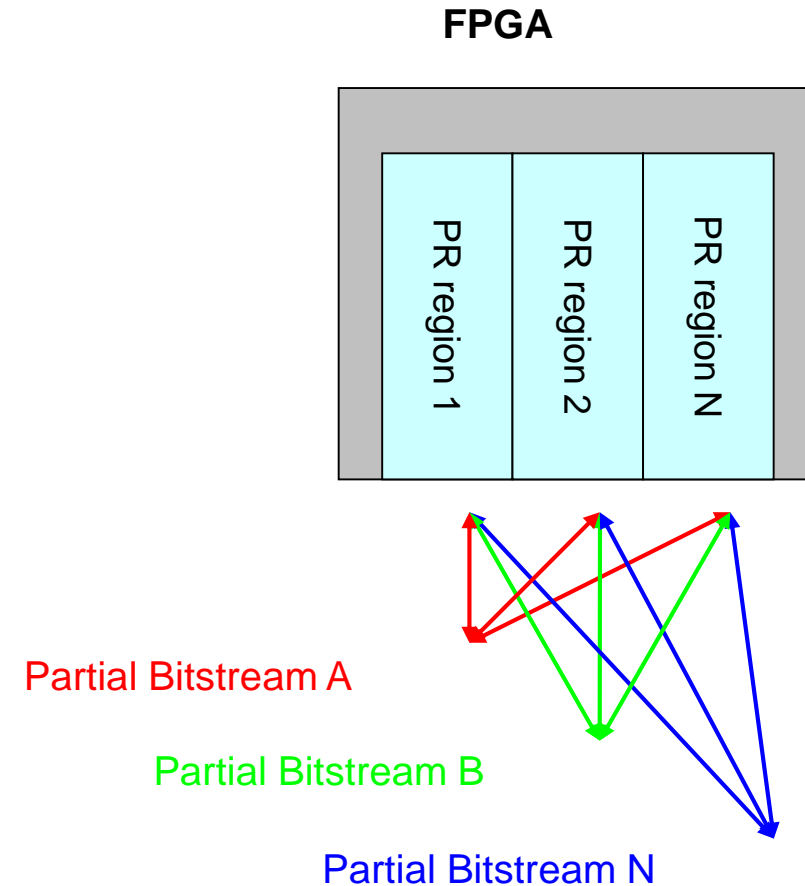 FPGA
PR region 1
PR region 2
PR region N
Partial Bitstream A
Partial Bitstream B
Partial Bitstream N